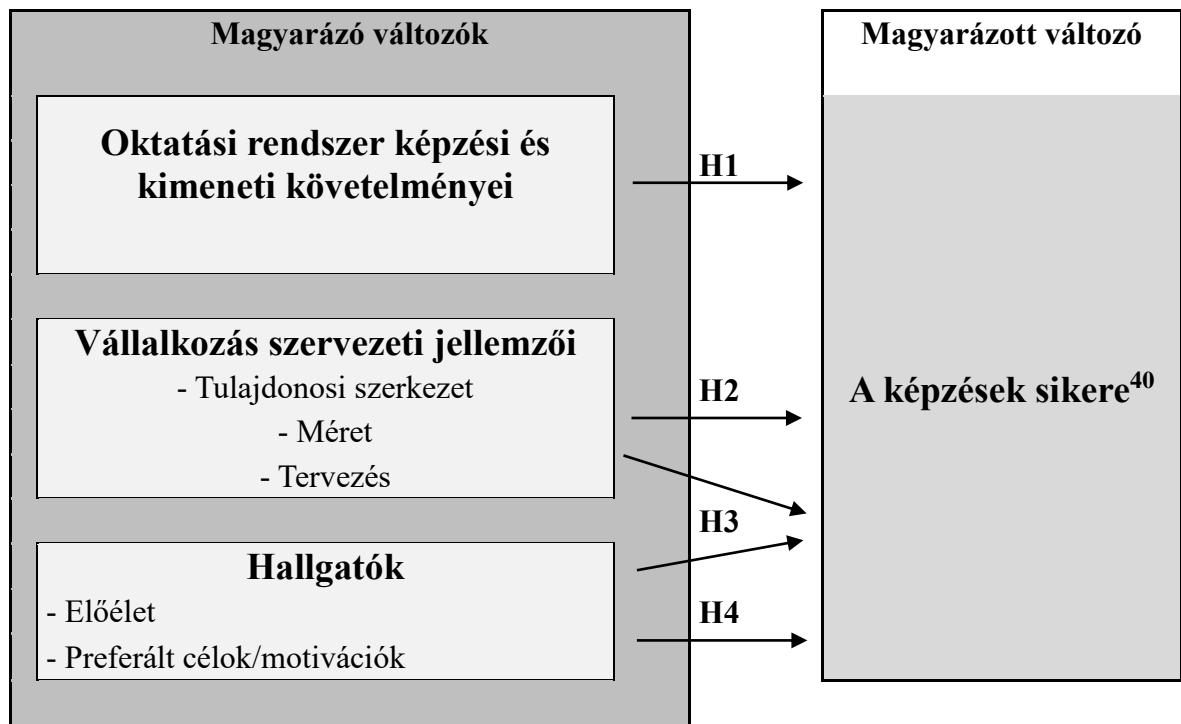 Magyarázó változók
Oktatási rendszer képzési és
kimeneti követelményei
Vállalkozás szervezeti jellemzői
- Tulajdonosi szerkezet
- Méret
- Tervezés
Hallgatók
- Előélet
- Preferált célok/motivációk
H1
H2
H3
H4
Magyarázott változó
A képzések sikere⁴⁰